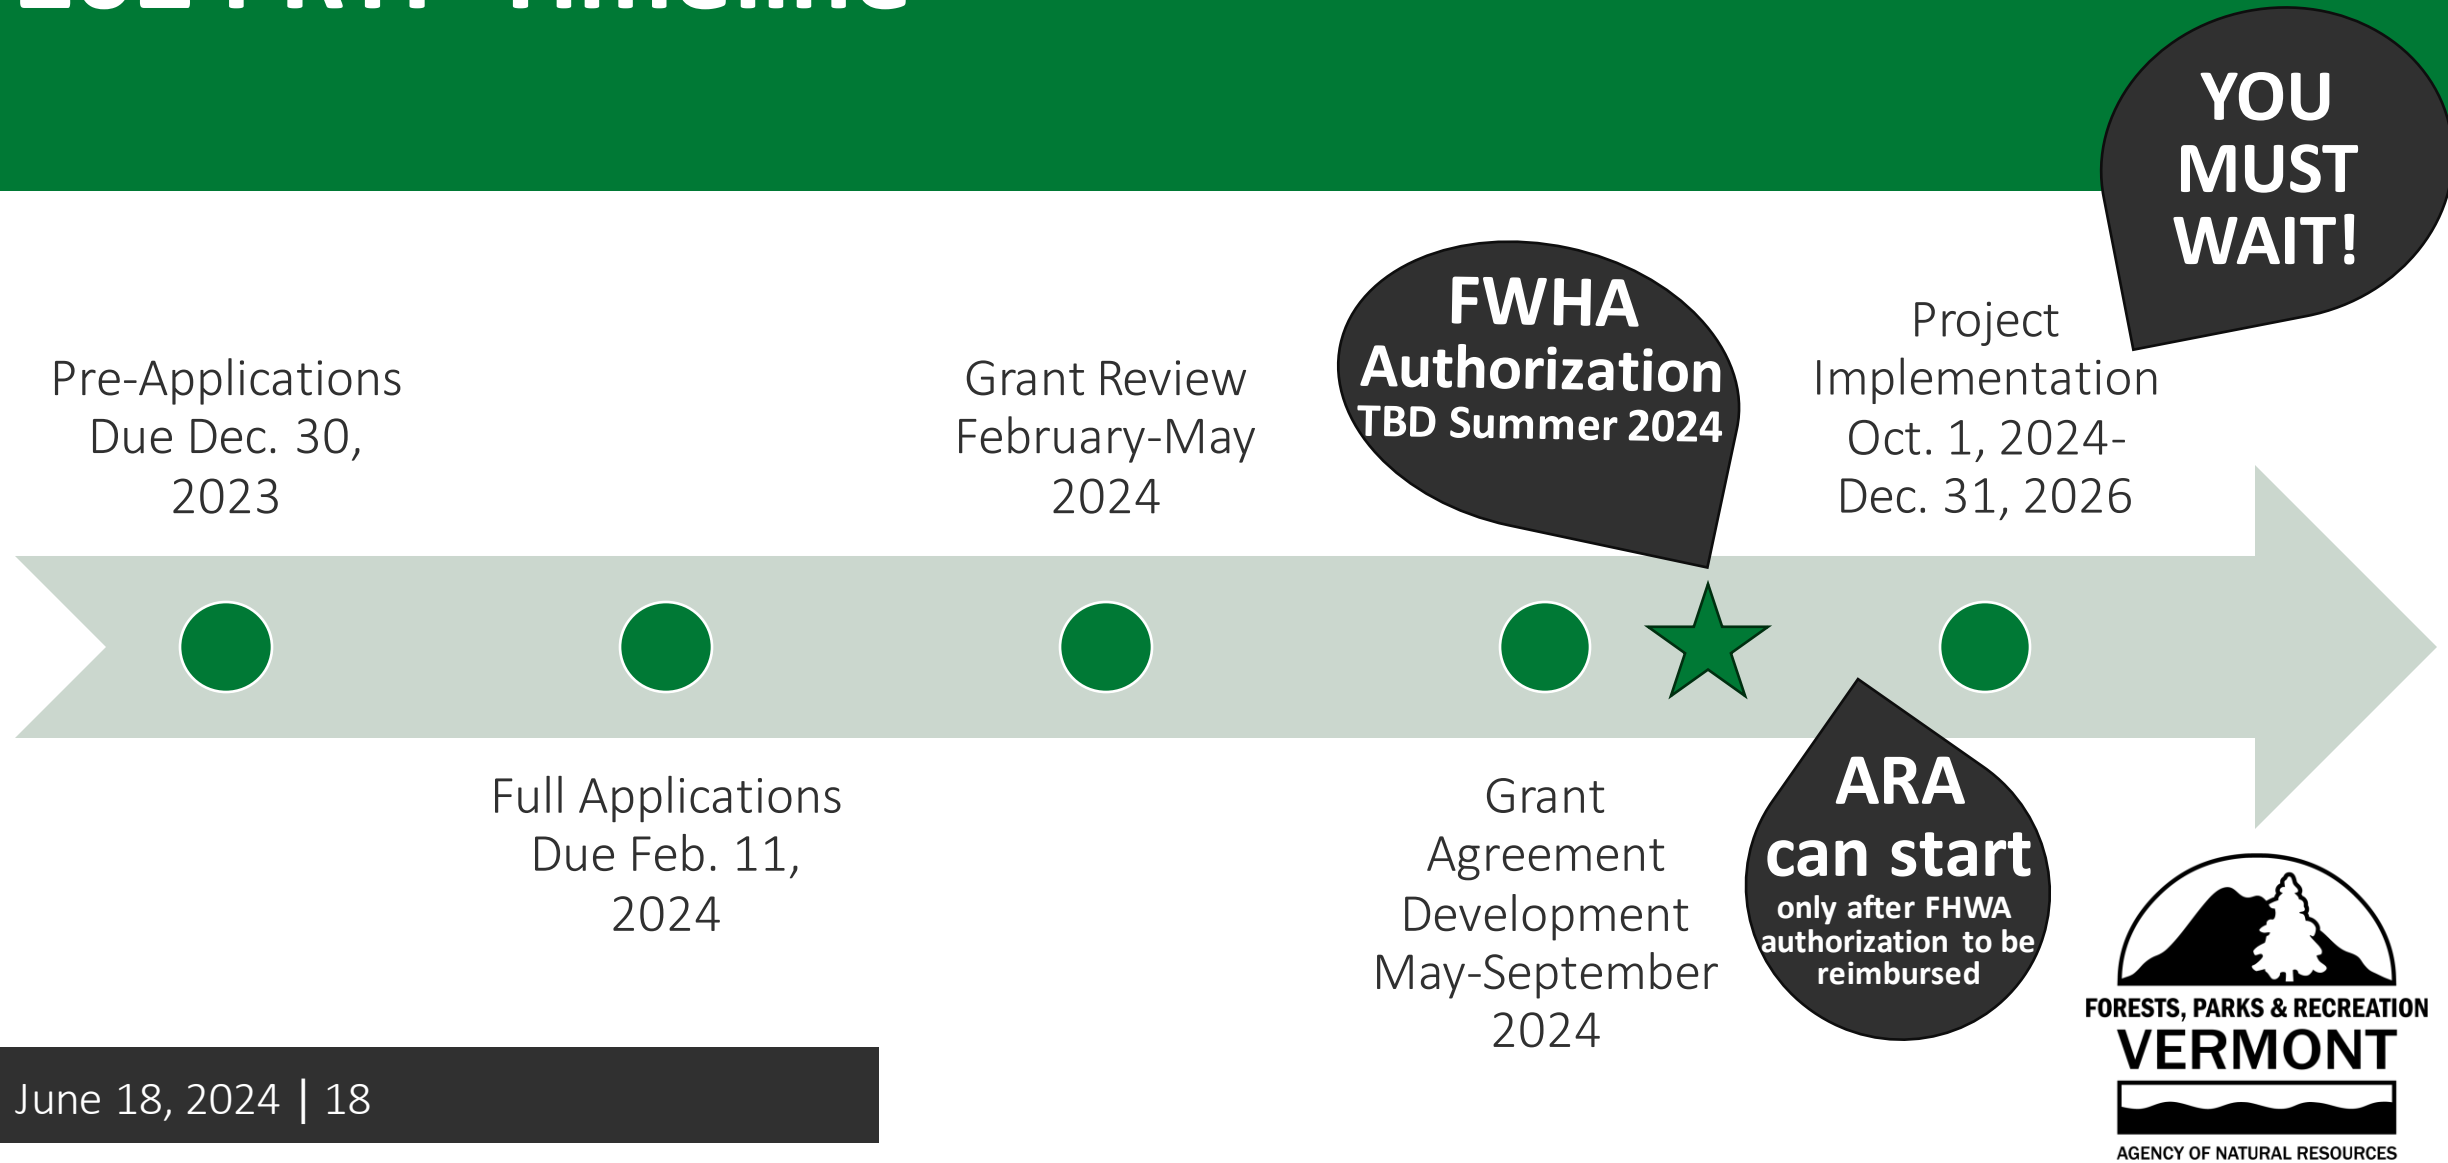 Timeline
YOU
MUST
WAIT!
Pre-Applications
Due Dec. 30,
2023
Full Applications
Due Feb. 11,
2024
Grant Review
February-May
2024
Grant
Agreement
Development
May-September
2024
FWHA
Authorization
TBD Summer 2024
ARA
can start
only after FHWA
authorization to be
reimbursed
Project
Implementation
Oct. 1, 2024-
Dec. 31, 2026
June 18, 2024 | 18
FORESTS, PARKS & RECREATION
VERMONT
AGENCY OF NATURAL RESOURCES